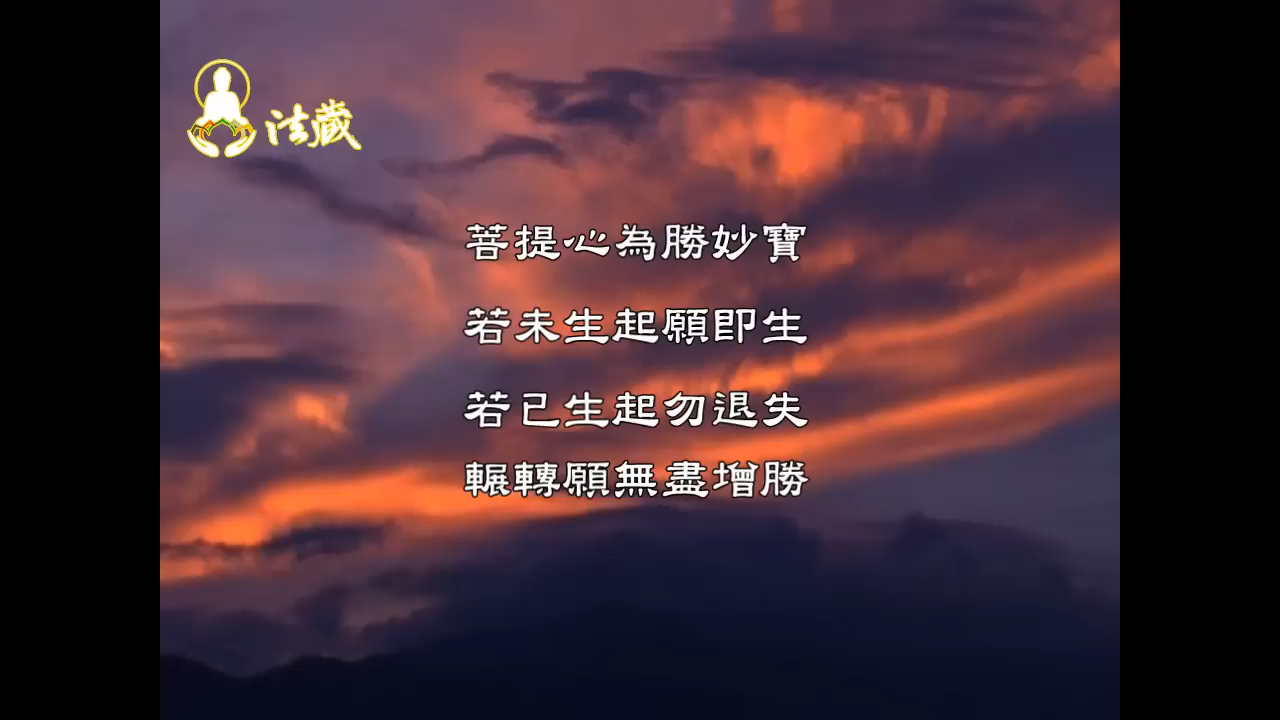 法藏
菩提心為勝妙寶
若未生起願即生
若已生起勿退失
輾轉願無盡增勝